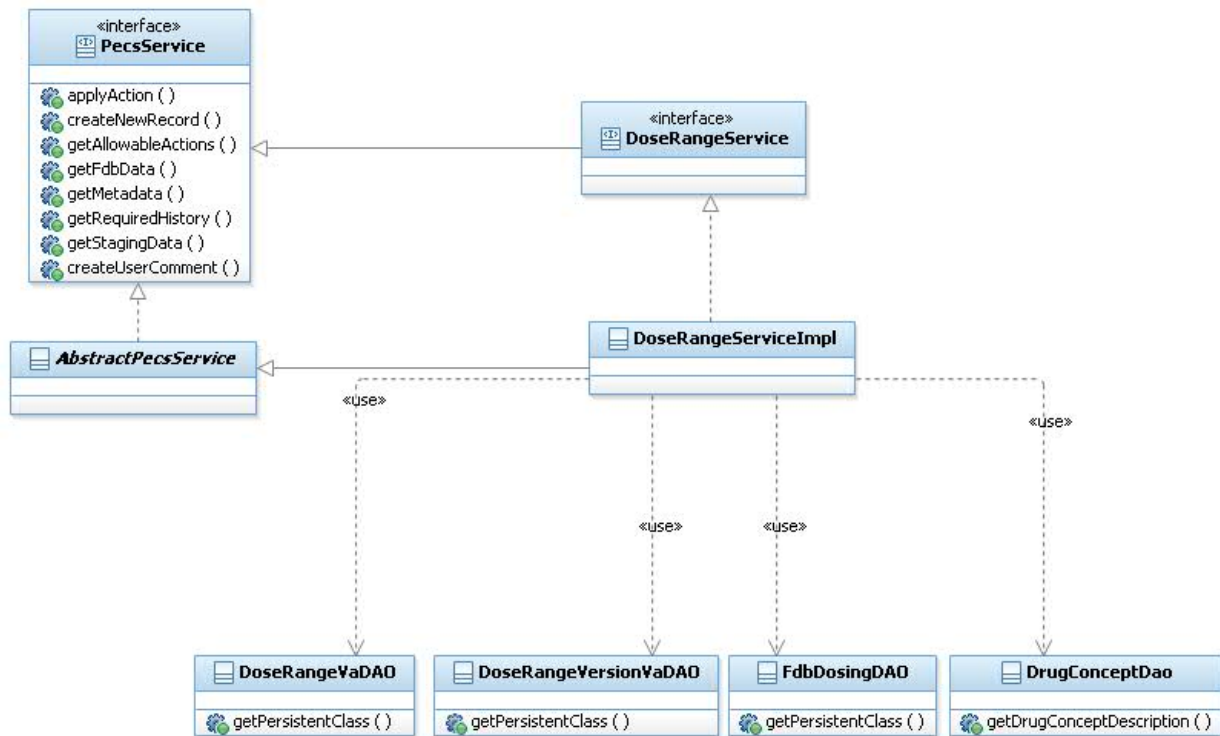 «interface»
PecsService
applyAction ( )
createNewRecord ( )
getAllowableActions ( )
getFdbData ( )
getMetadata ( )
getRequiredHistory ( )
getStagingData ( )
createUserComment ( )
«interface»
DoseRangeService
AbstractPecsService
DoseRangeServiceImpl
«use»
«use»
«use»
«use»
DoseRangeVaDAO
getPersistentClass ( )
DoseRangeVersionVaDAO
getPersistentClass ( )
FdbDosingDAO
getPersistentClass ( )
DrugConceptDao
getDrugConceptDescription ( )